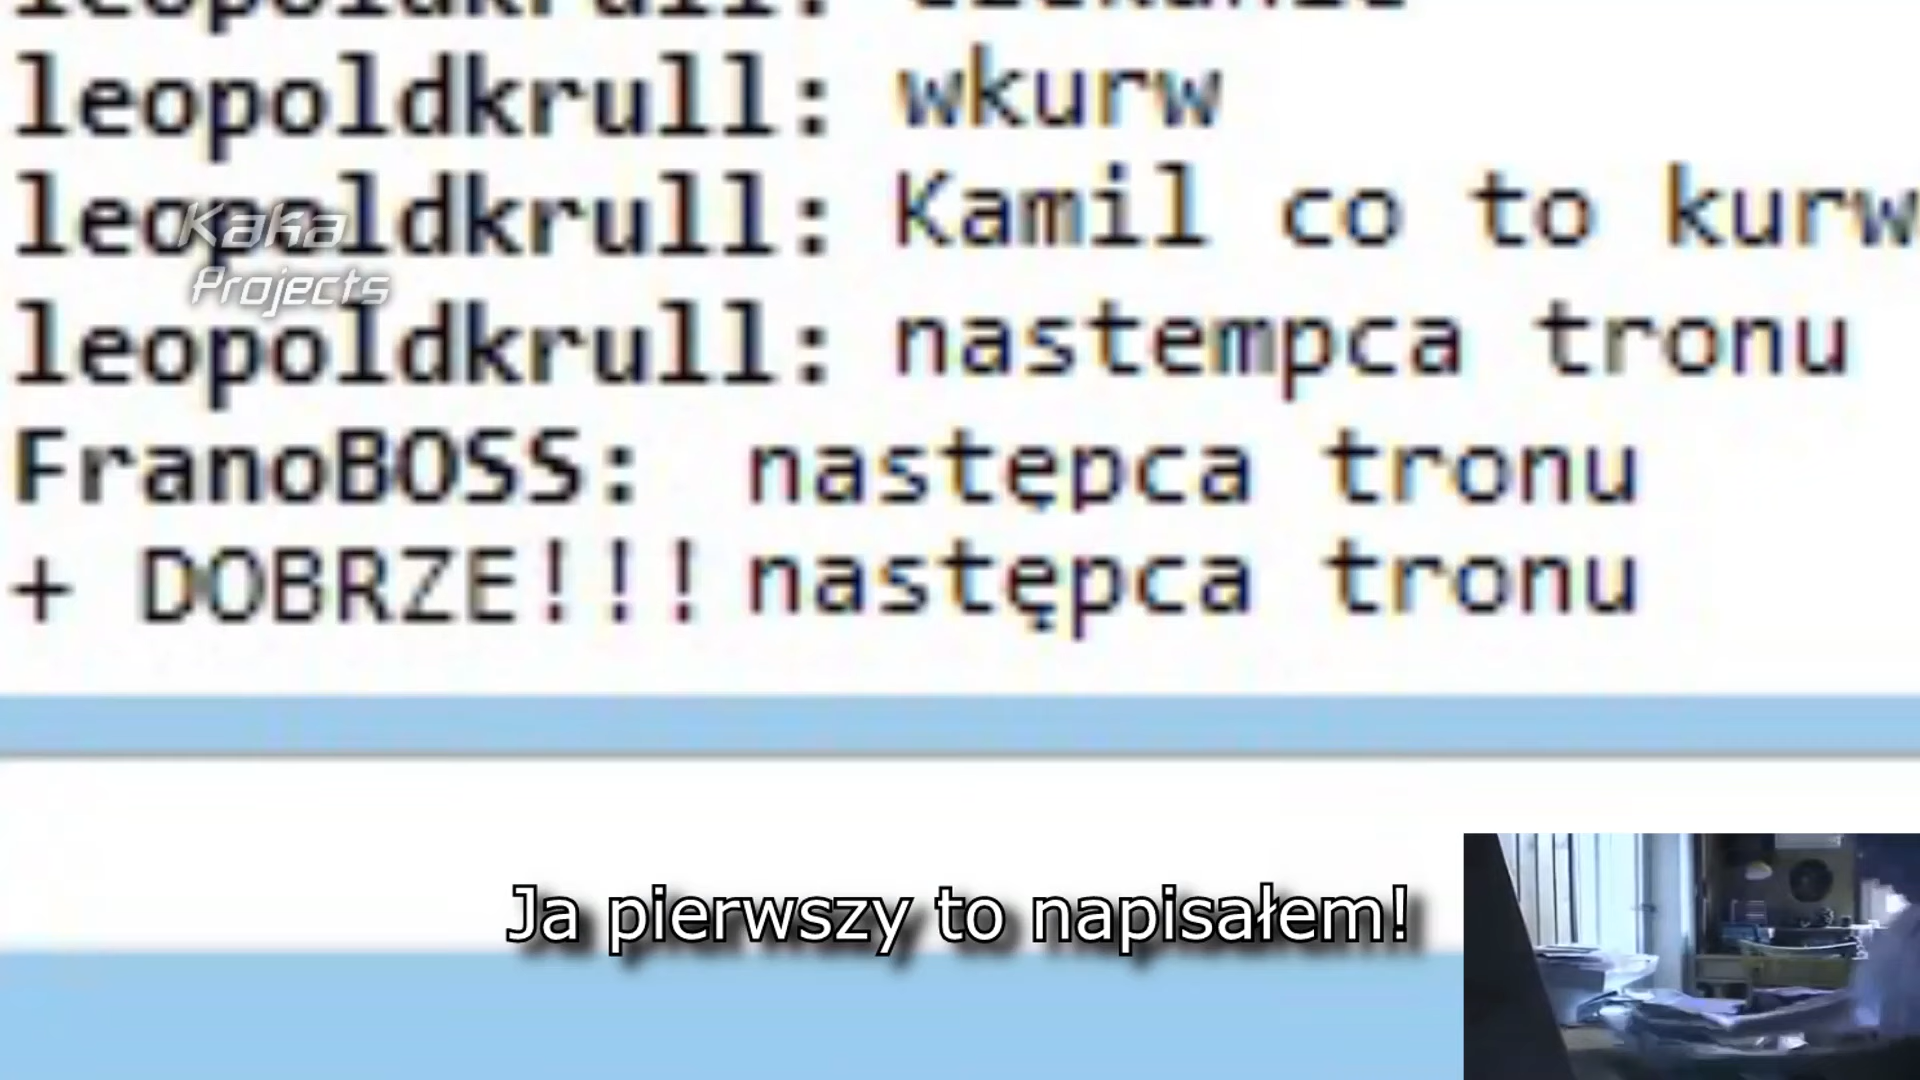 leopoldkrull:
leopoldkrull: wkurw
leopoldkrull: Kamil co to kurw
leopoldkrull: nastempca tronu
FranoBOSS: następca tronu
+ DOBRZE!!! następca tronu
Kaka
Projects
Ja pierwszy to napisałem!